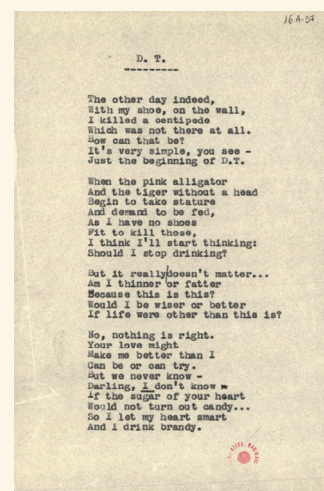 16 A-57
D. T.
---------
The other day indeed,
With my shoe, on the wall,
I killed a centipede
Which was not there at all.
How can that be?
It's very simple, you see -
Just the beginning of D.T.
When the pink alligator
And the tiger without a head
Begin to take stature
And demand to be fed,
As I have no shoes
Fit to kill those,
I think I'll start thinking:
Should I stop drinking?
But it really doesn't matter...
Am I thinner or fatter
Because this is this?
Would I be wiser or better
If life were other than this is?
No, nothing is right.
Your love might
Make me better than I
Can be or can try.
But we never know -
Darling, I don't know -
If the sugar of your heart
Would not turn out candy...
So I let my heart smart
And I drink brandy.